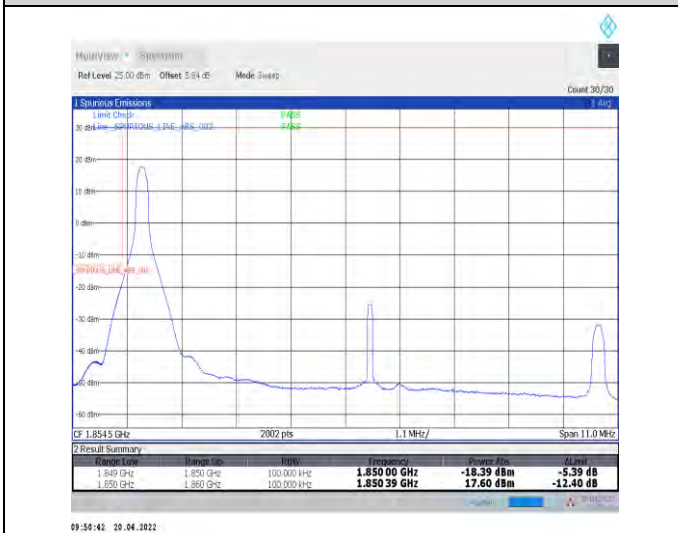 MultiView Spectrum
Ref Level 25.00 dBm Offset 5.84 dB Mode Sweep
Count 30/30
1 Spurious Emissions 1 Avg
Limit Check PASS
30 dBm Line _SPURIOUS_LINE_ABS_002 PASS
20 dBm
10 dBm
0 dBm
-10 dBm
_SPURIOUS_LINE_ABS_002
-20 dBm
-30 dBm
-40 dBm
-50 dBm
-60 dBm
CF 1.8545 GHz 2002 pts 1.1 MHz/ Span 11.0 MHz
2 Result Summary
Range Low Range Up RBW Frequency Power Abs ΔLimit
1.849 GHz 1.850 GHz 100.000 kHz 1.850 00 GHz -18.39 dBm -5.39 dB
1.850 GHz 1.860 GHz 100.000 kHz 1.850 39 GHz 17.60 dBm -12.40 dB
09:50:42 20.04.2022